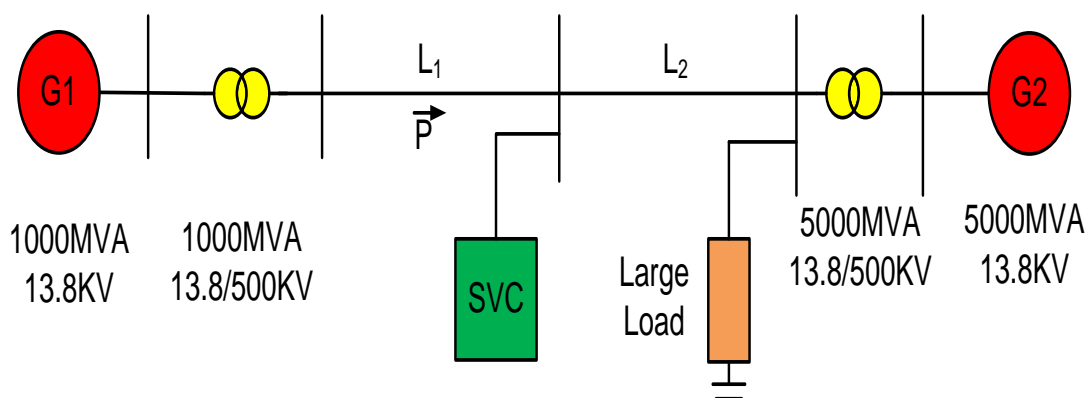 G1
L₁
P
L₂
G2
1000MVA
13.8KV
1000MVA
13.8/500KV
SVC
Large
Load
5000MVA
13.8/500KV
5000MVA
13.8KV